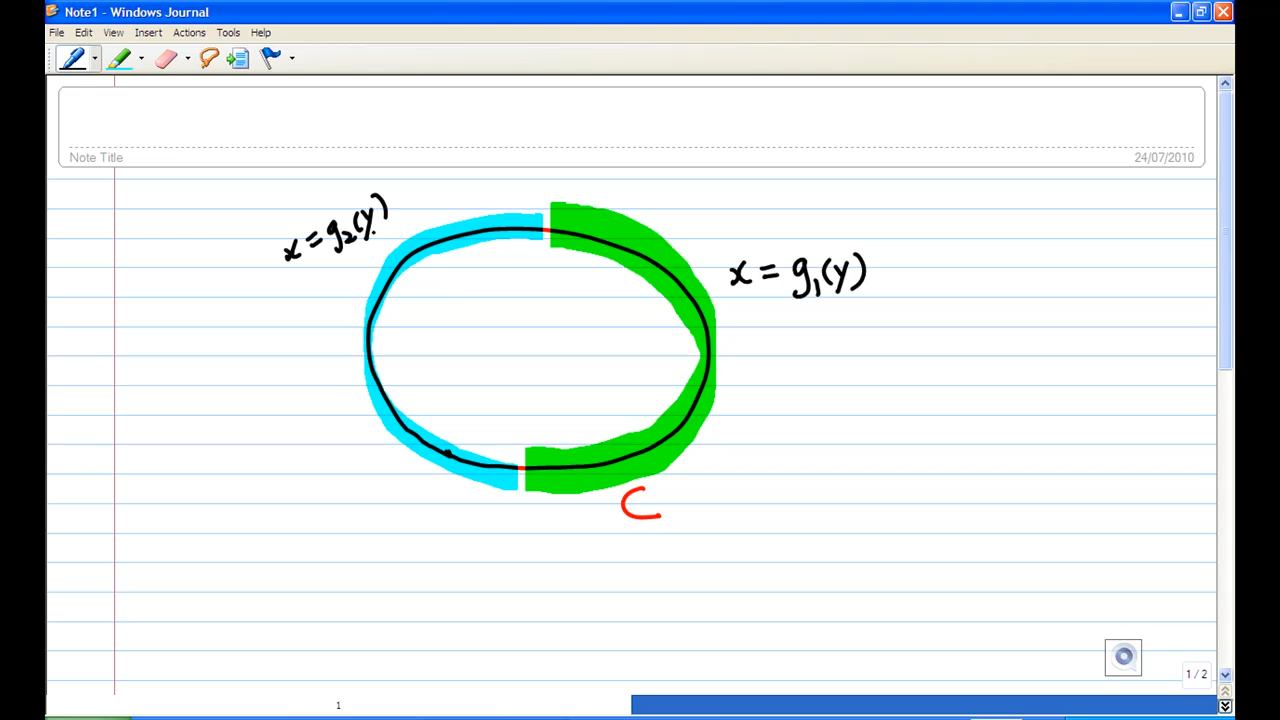 Note1 - Windows Journal
File Edit View Insert Actions Tools Help
Note Title
24/07/2010
x = g₂(y)
x = g₁(y)
C
1 / 2
1